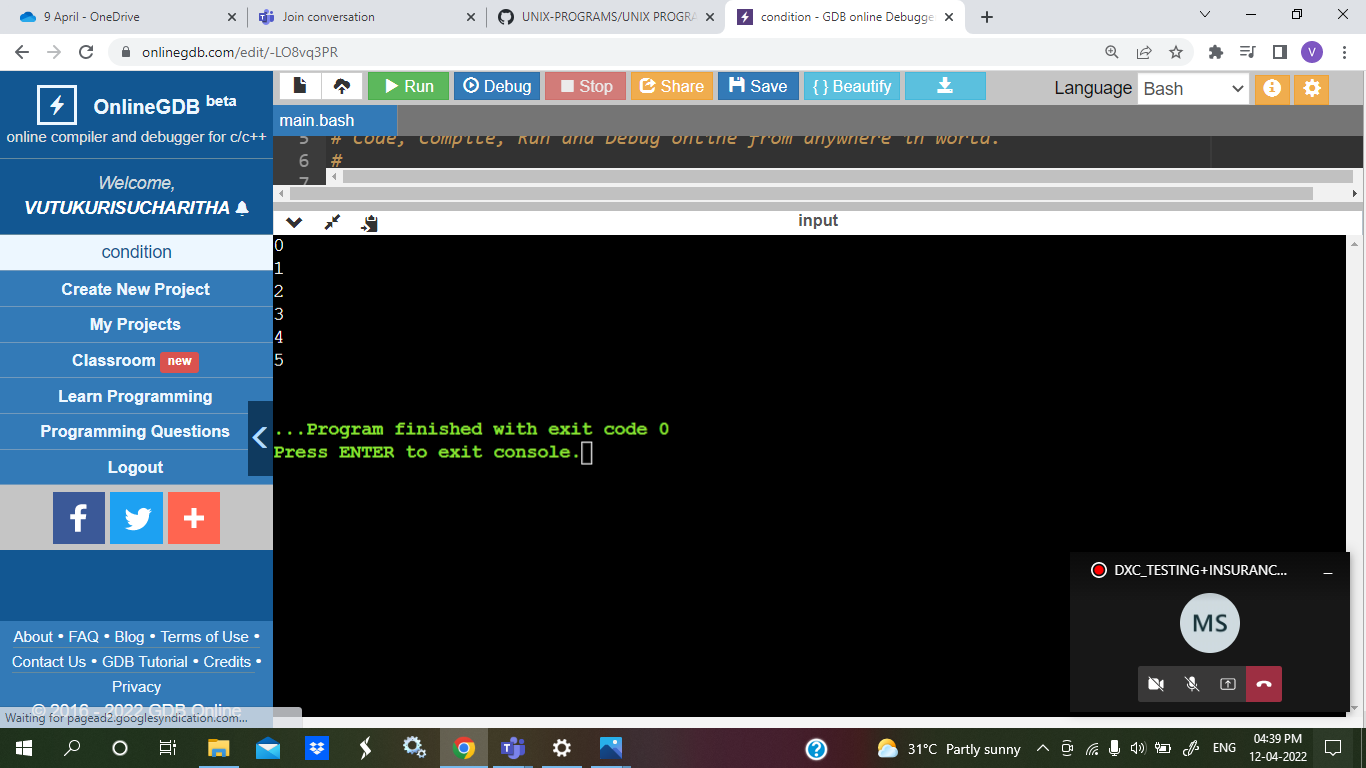 9 April - OneDrive
Join conversation
UNIX-PROGRAMS/UNIX PROGRA
condition - GDB online Debugge
onlinegdb.com/edit/-LO8vq3PR
V
OnlineGDB beta
online compiler and debugger for c/c++
Welcome,
VUTUKURISUCHARITHA
condition
Create New Project
My Projects
Classroom new
Learn Programming
Programming Questions
Logout
About • FAQ • Blog • Terms of Use •
Contact Us • GDB Tutorial • Credits •
Privacy
© 2016 - 2022 GDB Online
Waiting for pagead2.googlesyndication.com...
Run
Debug
Stop
Share
Save
{ } Beautify
Language
Bash
main.bash
5 # Code, Compile, Run and Debug online from anywhere in world.
6 #
7
input
0
1
2
3
4
5
...Program finished with exit code 0
Press ENTER to exit console.
DXC_TESTING+INSURANC...
MS
31°C Partly sunny
ENG
04:39 PM
12-04-2022